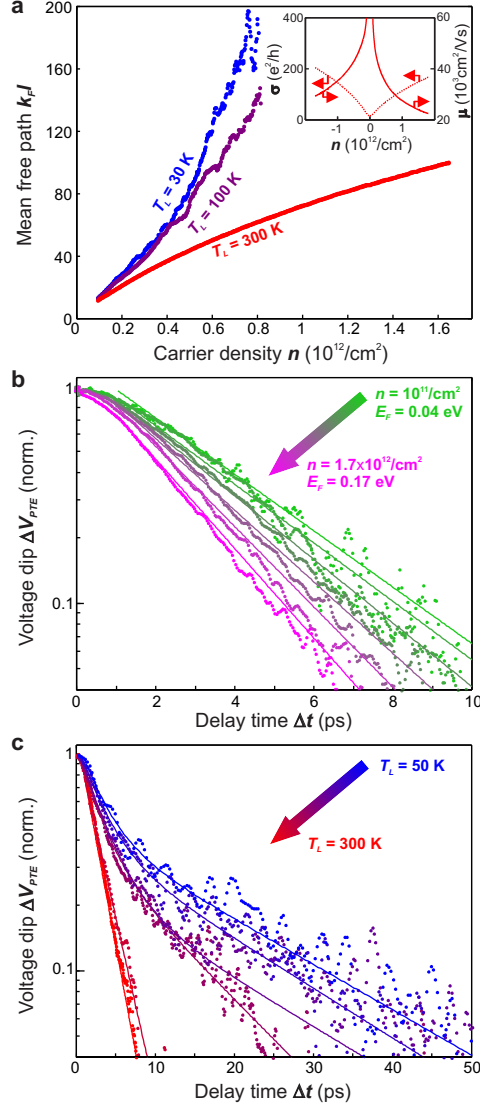 a
200
160
120
80
40
0
Mean free path k_F l
T_L = 30 K
T_L = 100 K
T_L = 300 K
0.2 0.4 0.6 0.8 1 1.2 1.4 1.6
Carrier density n (10¹²/cm²)
400
200
0
σ (e²/h)
60
40
20
μ (10³cm²/Vs)
-1 0 1
n (10¹²/cm²)
b
1
0.1
Voltage dip ΔV_PTE (norm.)
n = 10¹¹/cm²
E_F = 0.04 eV
n = 1.7x10¹²/cm²
E_F = 0.17 eV
0 2 4 6 8 10
Delay time Δt (ps)
c
1
0.1
Voltage dip ΔV_PTE (norm.)
T_L = 50 K
T_L = 300 K
0 10 20 30 40 50
Delay time Δt (ps)